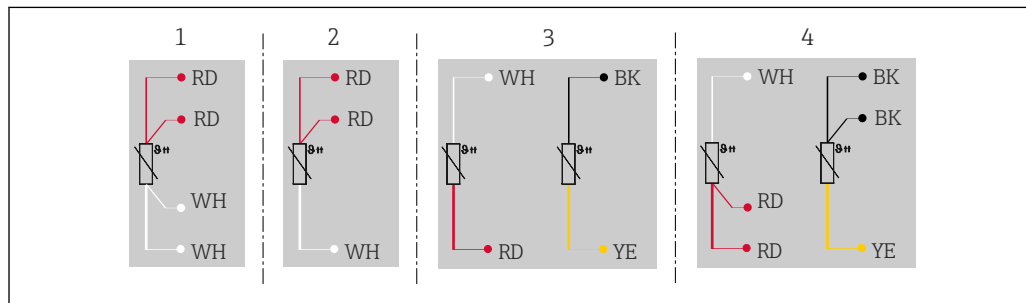 1 2 3 4
RD RD WH BK WH BK
RD RD BK
ϑ ϑ ϑ ϑ ϑ ϑ
WH RD
WH WH RD YE RD YE